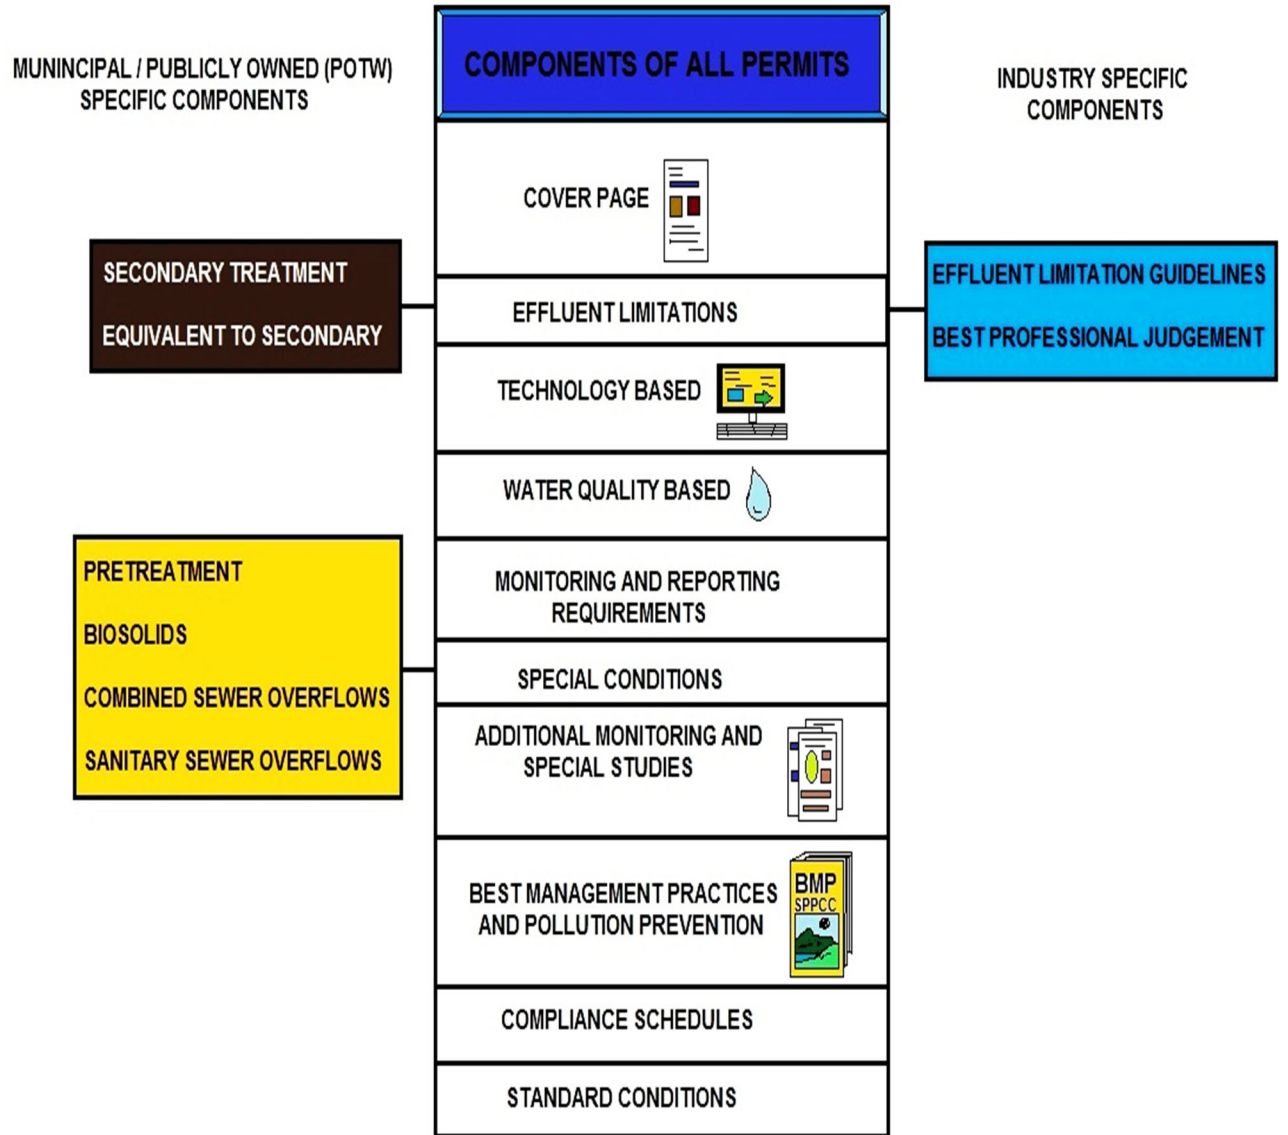 MUNINCIPAL / PUBLICLY OWNED (POTW)
SPECIFIC COMPONENTS
COMPONENTS OF ALL PERMITS
INDUSTRY SPECIFIC
COMPONENTS
COVER PAGE
SECONDARY TREATMENT
EQUIVALENT TO SECONDARY
EFFLUENT LIMITATIONS
EFFLUENT LIMITATION GUIDELINES
BEST PROFESSIONAL JUDGEMENT
TECHNOLOGY BASED
WATER QUALITY BASED
MONITORING AND REPORTING
REQUIREMENTS
PRETREATMENT
BIOSOLIDS
COMBINED SEWER OVERFLOWS
SANITARY SEWER OVERFLOWS
SPECIAL CONDITIONS
ADDITIONAL MONITORING AND
SPECIAL STUDIES
BEST MANAGEMENT PRACTICES
AND POLLUTION PREVENTION
BMP
SPPCC
COMPLIANCE SCHEDULES
STANDARD CONDITIONS